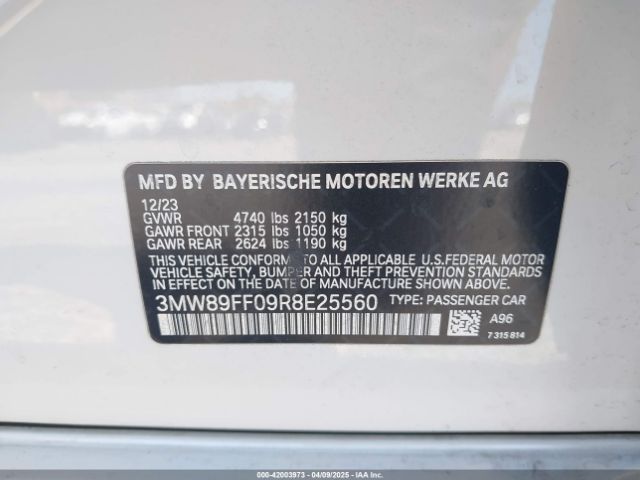 MFD BY BAYERISCHE MOTOREN WERKE AG
12/23
GVWR 4740 lbs 2150 kg
GAWR FRONT 2315 lbs 1050 kg
GAWR REAR 2624 lbs 1190 kg
THIS VEHICLE CONFORMS TO ALL APPLICABLE U.S.FEDERAL MOTOR
VEHICLE SAFETY, BUMPER AND THEFT PREVENTION STANDARDS IN
EFFECT ON THE DATE OF MANUFACTURE SHOWN ABOVE.
3MW89FF09R8E25560 TYPE: PASSENGER CAR
A96
7 315 814
000-42003973 04/09/2025 IAAI.COM